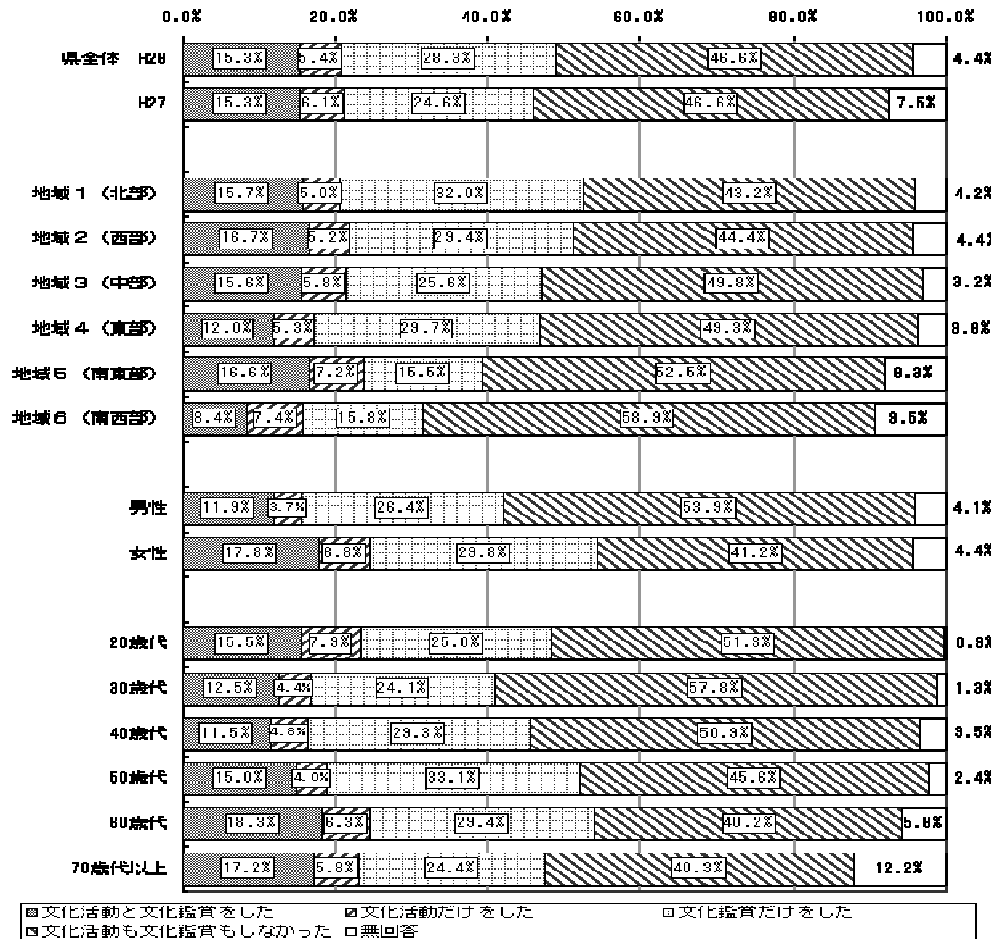 0.0% 20.0% 40.0% 60.0% 80.0% 100.0%
県全体 H28 15.3% 5.4% 28.3% 46.6% 4.4%
H27 15.3% 6.1% 24.6% 46.6% 7.5%
地域1(北部) 15.7% 5.0% 32.0% 43.2% 4.2%
地域2(西部) 16.7% 5.2% 29.4% 44.4% 4.4%
地域3(中部) 15.6% 5.8% 25.6% 49.8% 3.2%
地域4(東部) 12.0% 5.3% 29.7% 49.3% 3.8%
地域5(南東部) 16.6% 7.2% 15.5% 52.5% 8.3%
地域6(南西部) 8.4% 7.4% 15.8% 58.9% 9.5%
男性 11.9% 3.7% 26.4% 53.9% 4.1%
女性 17.8% 6.8% 29.8% 41.2% 4.4%
20歳代 15.5% 7.3% 25.0% 51.3% 0.8%
30歳代 12.5% 4.4% 24.1% 57.8% 1.3%
40歳代 11.5% 4.8% 29.3% 50.9% 3.5%
50歳代 15.0% 4.0% 33.1% 45.6% 2.4%
60歳代 18.3% 6.3% 29.4% 40.2% 5.8%
70歳代以上 17.2% 5.8% 24.4% 40.3% 12.2%
文化活動と文化鑑賞をした 文化活動だけをした 文化鑑賞だけをした
文化活動も文化鑑賞もしなかった 無回答